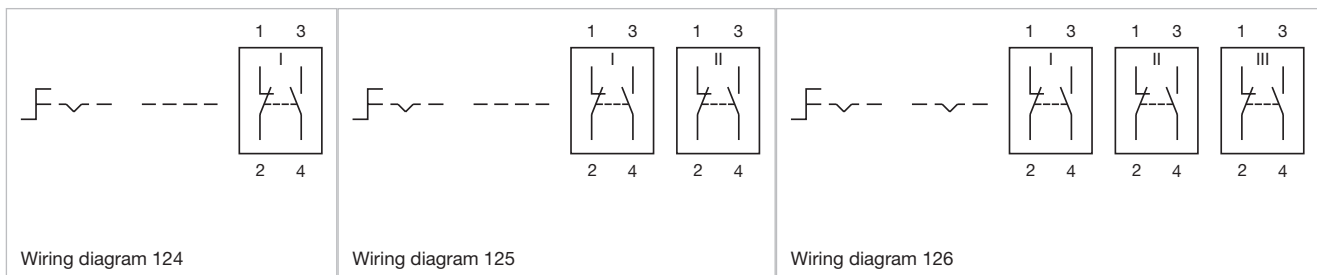 1 3
I
2 4
Wiring diagram 124
1 3 1 3
I II
2 4 2 4
Wiring diagram 125
1 3 1 3 1 3
I II III
2 4 2 4 2 4
Wiring diagram 126